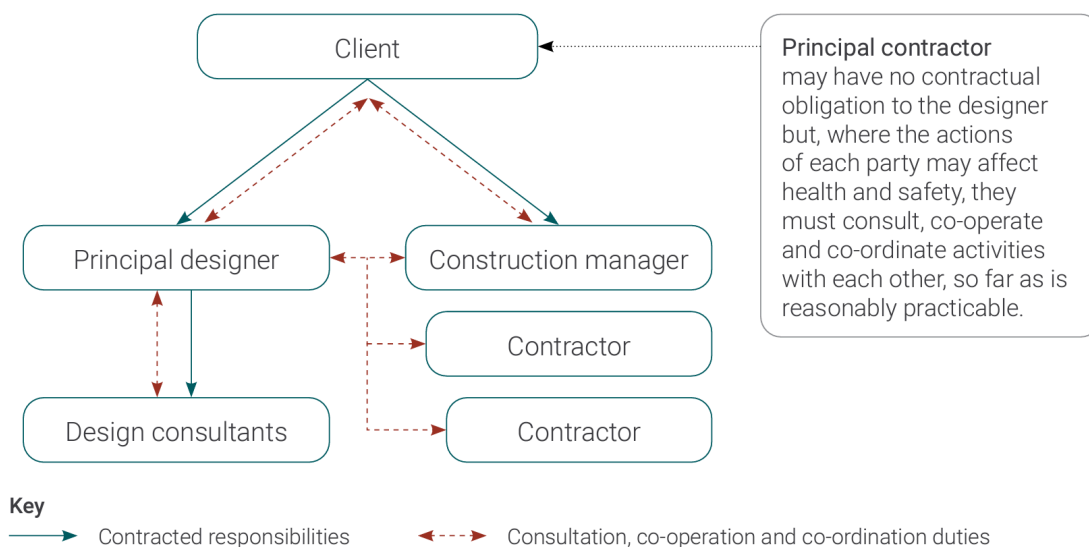 Client
Principal contractor
may have no contractual
obligation to the designer
but, where the actions
of each party may affect
health and safety, they
must consult, co-operate
and co-ordinate activities
with each other, so far as is
reasonably practicable.
Principal designer
Construction manager
Contractor
Design consultants
Contractor
Key
Contracted responsibilities
Consultation, co-operation and co-ordination duties